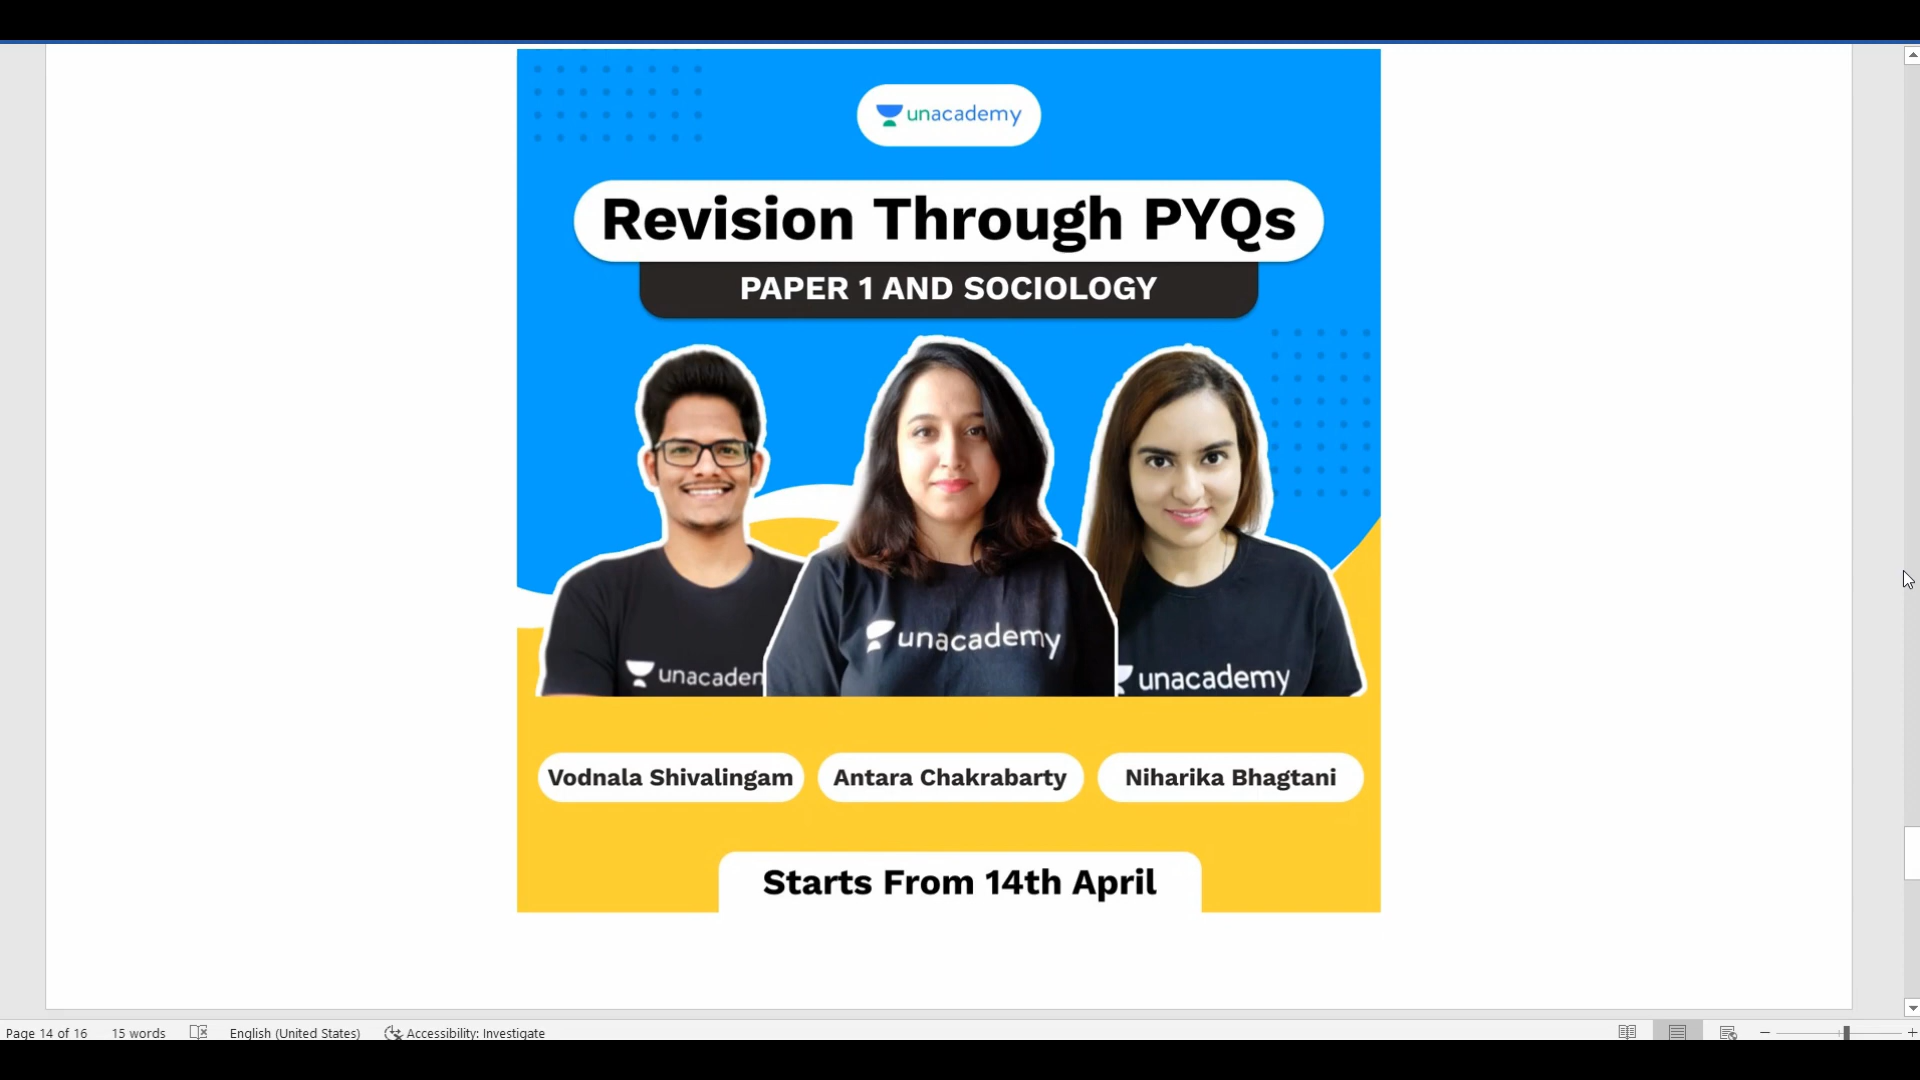 unacademy
Revision Through PYQs
PAPER 1 AND SOCIOLOGY
unacadem
unacademy
unacademy
Vodnala Shivalingam
Antara Chakrabarty
Niharika Bhagtani
Starts From 14th April
Page 14 of 16
15 words
English (United States)
Accessibility: Investigate